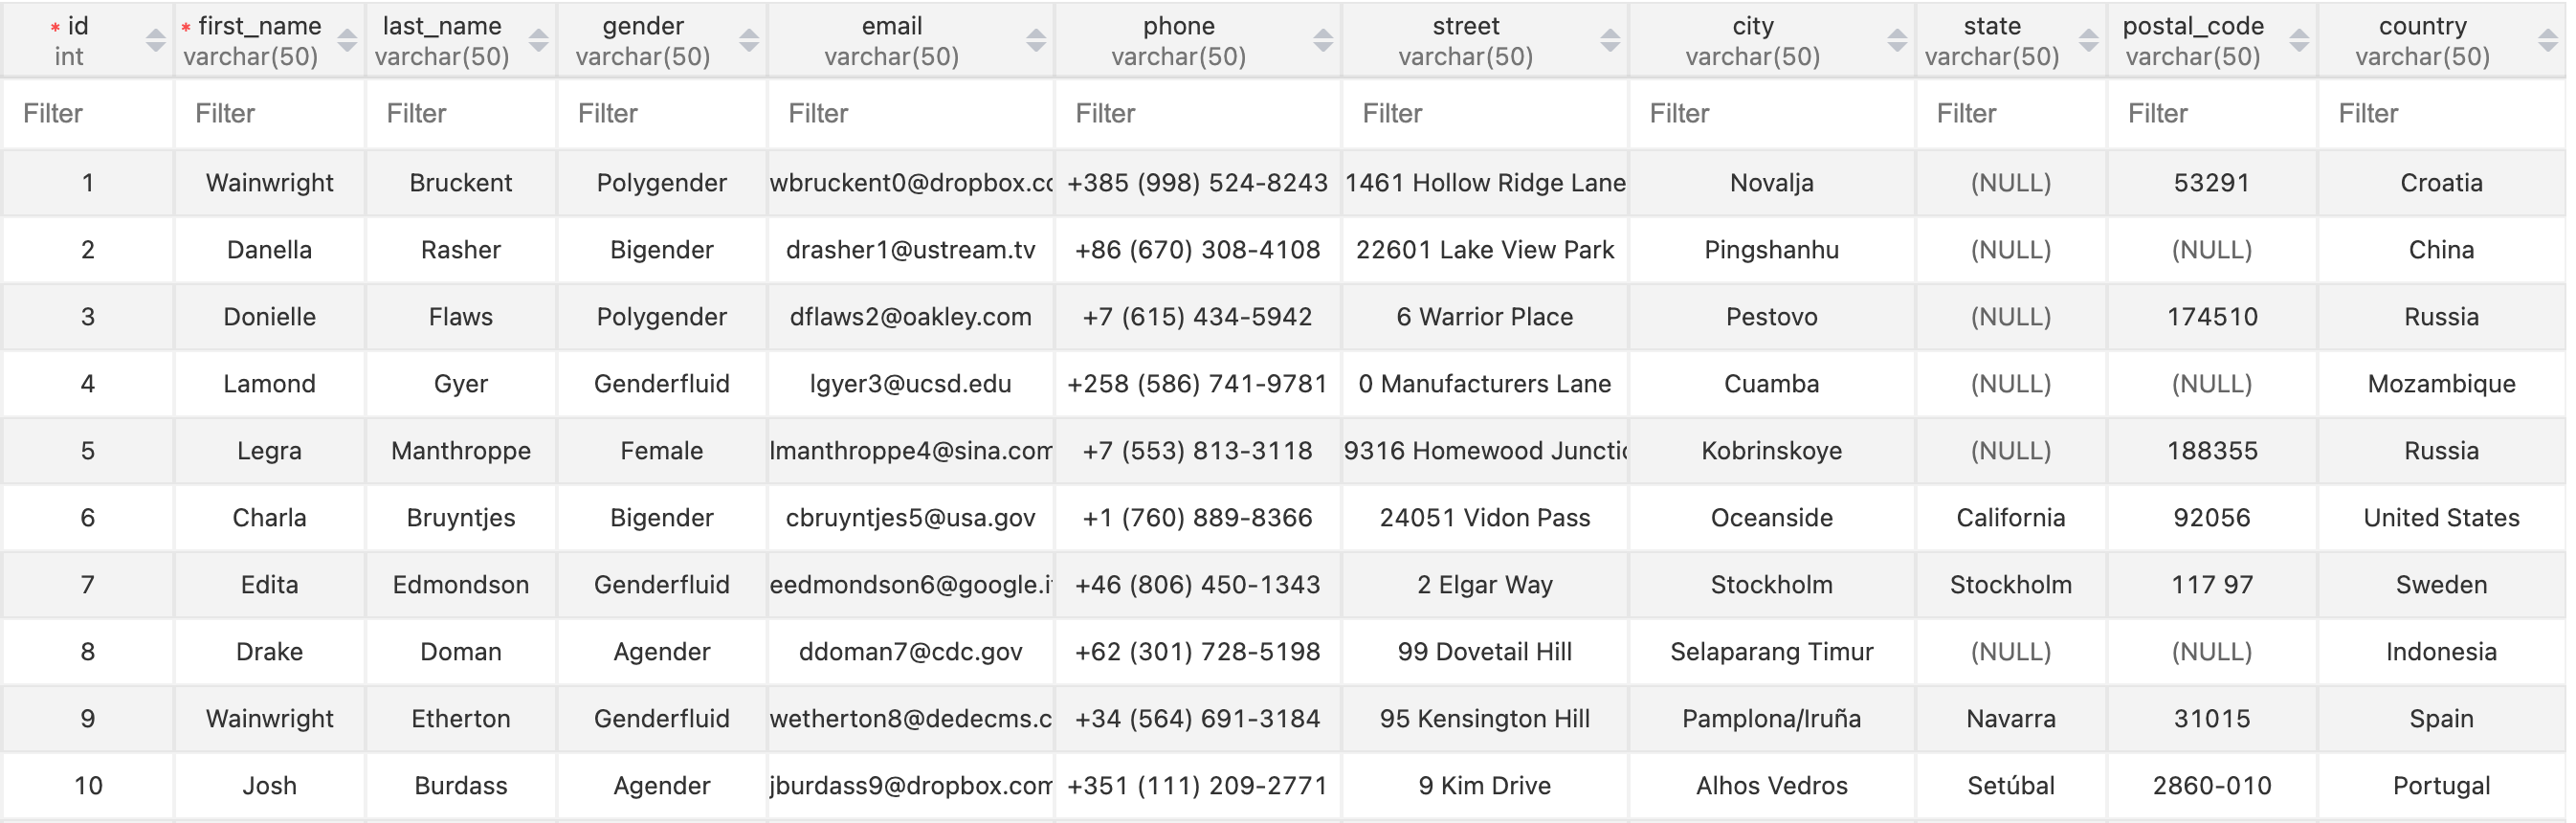 * id * first_name last_name gender email phone street city state postal_code country
int varchar(50) varchar(50) varchar(50) varchar(50) varchar(50) varchar(50) varchar(50) varchar(50) varchar(50) varchar(50)
Filter Filter Filter Filter Filter Filter Filter Filter Filter Filter Filter
1 Wainwright Bruckent Polygender wbruckent0@dropbox.cc +385 (998) 524-8243 1461 Hollow Ridge Lane Novalja (NULL) 53291 Croatia
2 Danella Rasher Bigender drasher1@ustream.tv +86 (670) 308-4108 22601 Lake View Park Pingshanhu (NULL) (NULL) China
3 Donielle Flaws Polygender dflaws2@oakley.com +7 (615) 434-5942 6 Warrior Place Pestovo (NULL) 174510 Russia
4 Lamond Gyer Genderfluid lgyer3@ucsd.edu +258 (586) 741-9781 0 Manufacturers Lane Cuamba (NULL) (NULL) Mozambique
5 Legra Manthroppe Female lmanthroppe4@sina.com +7 (553) 813-3118 9316 Homewood Juncti (NULL) Kobrinskoye 188355 Russia
6 Charla Bruyntjes Bigender cbruyntjes5@usa.gov +1 (760) 889-8366 24051 Vidon Pass Oceanside California 92056 United States
7 Edita Edmondson Genderfluid eedmondson6@google.i +46 (806) 450-1343 2 Elgar Way Stockholm Stockholm 117 97 Sweden
8 Drake Doman Agender ddoman7@cdc.gov +62 (301) 728-5198 99 Dovetail Hill Selaparang Timur (NULL) (NULL) Indonesia
9 Wainwright Etherton Genderfluid wetherton8@dedecms.c +34 (564) 691-3184 95 Kensington Hill Pamplona/Iruña Navarra 31015 Spain
10 Josh Burdass Agender jburdass9@dropbox.com +351 (111) 209-2771 9 Kim Drive Alhos Vedros Setúbal 2860-010 Portugal